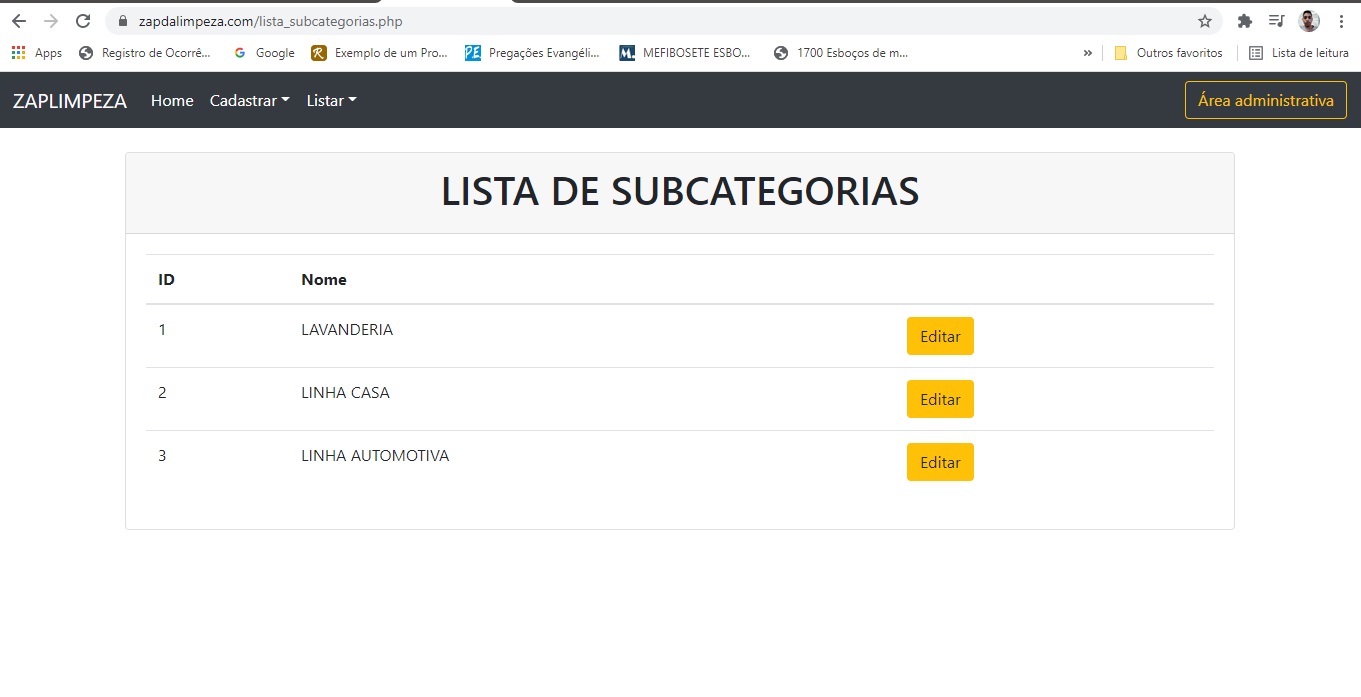 zapdalimpeza.com/lista_subcategorias.php
Apps Registro de Ocorrê... Google Exemplo de um Pro... Pregações Evangéli... MEFIBOSETE ESBO... 1700 Esboços de m... » Outros favoritos Lista de leitura
ZAPLIMPEZA Home Cadastrar Listar Área administrativa
LISTA DE SUBCATEGORIAS
ID Nome
1 LAVANDERIA Editar
2 LINHA CASA Editar
3 LINHA AUTOMOTIVA Editar